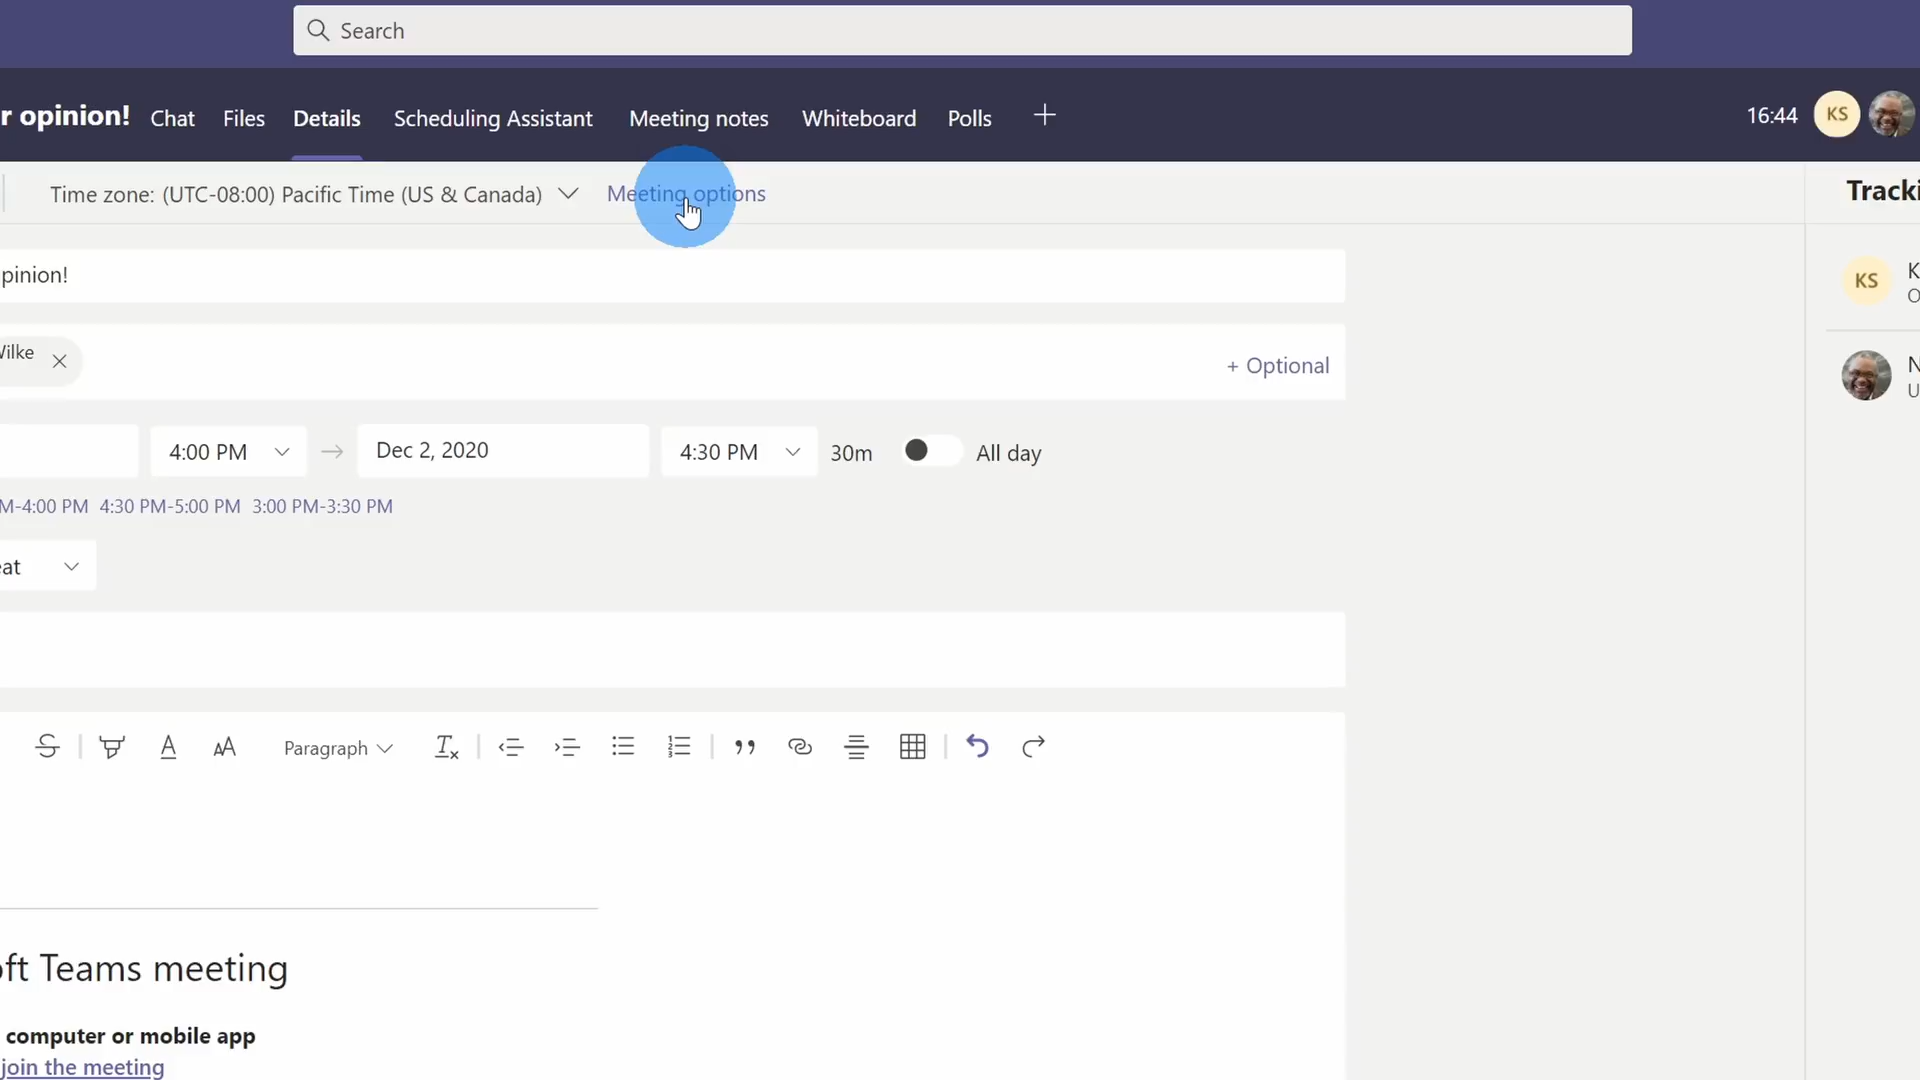 Search
r opinion! Chat Files Details Scheduling Assistant Meeting notes Whiteboard Polls 16:44 KS
Time zone: (UTC-08:00) Pacific Time (US & Canada) Meeting options
Tracki
pinion!
KS K
O
Wilke
+ Optional
N
U
4:00 PM → Dec 2, 2020 4:30 PM 30m All day
M-4:00 PM 4:30 PM-5:00 PM 3:00 PM-3:30 PM
eat
Paragraph
oft Teams meeting
computer or mobile app
join the meeting